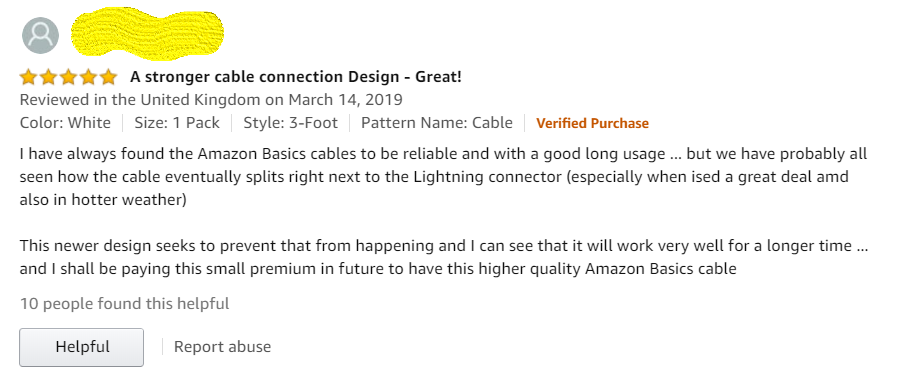 A stronger cable connection Design - Great!
Reviewed in the United Kingdom on March 14, 2019
Color: White | Size: 1 Pack | Style: 3-Foot | Pattern Name: Cable | Verified Purchase
I have always found the Amazon Basics cables to be reliable and with a good long usage ... but we have probably all
seen how the cable eventually splits right next to the Lightning connector (especially when ised a great deal amd
also in hotter weather)
This newer design seeks to prevent that from happening and I can see that it will work very well for a longer time ...
and I shall be paying this small premium in future to have this higher quality Amazon Basics cable
10 people found this helpful
Helpful | Report abuse